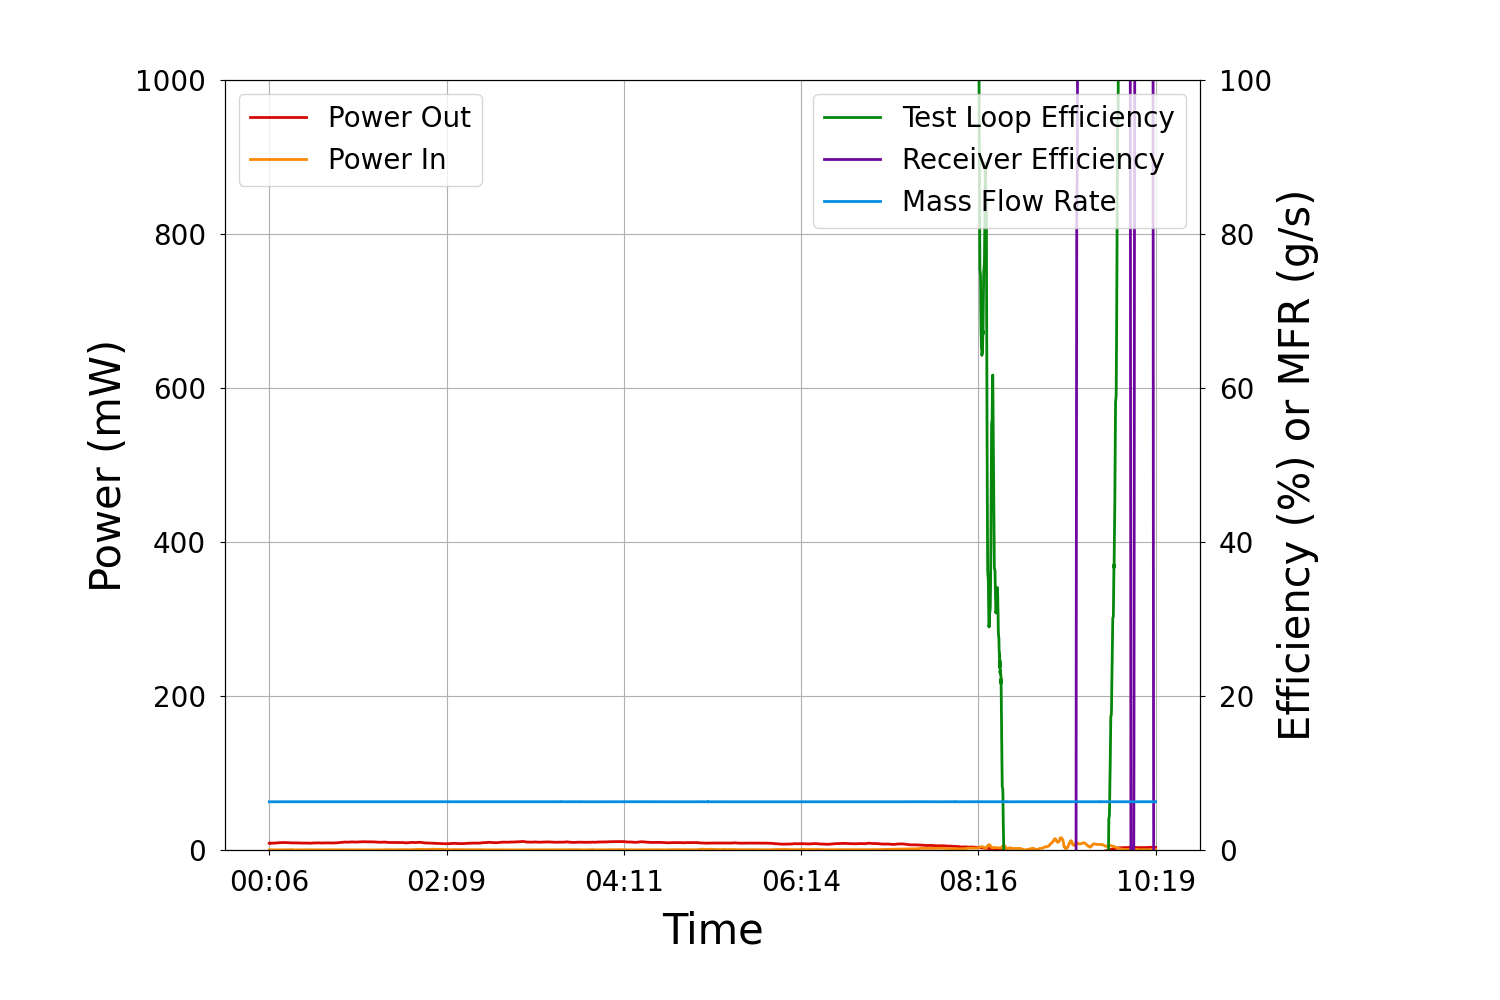 1000
800
600
400
200
0
Power (mW)
Power Out
Power In
Test Loop Efficiency
Receiver Efficiency
Mass Flow Rate
100
80
60
40
20
0
Efficiency (%) or MFR (g/s)
00:06 02:09 04:11 06:14 08:16 10:19
Time